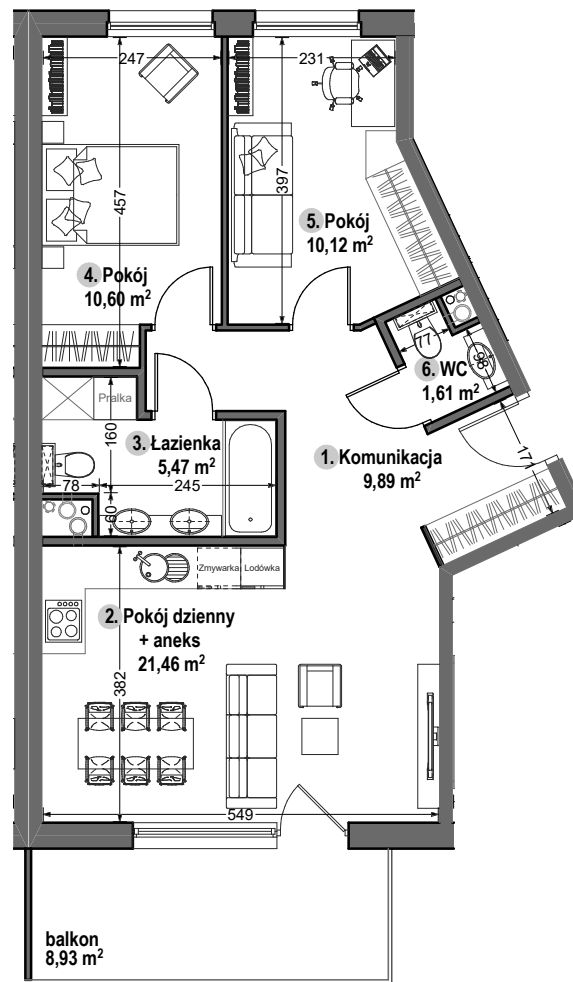 247
231
457
397
5. Pokój
10,12 m²
4. Pokój
10,60 m²
77
98
6. WC
1,61 m²
Pralka
160
3. Łazienka
5,47 m²
1. Komunikacja
9,89 m²
171
78
245
60
Zmywarka
Lodówka
2. Pokój dzienny
+ aneks
21,46 m²
382
549
balkon
8,93 m²